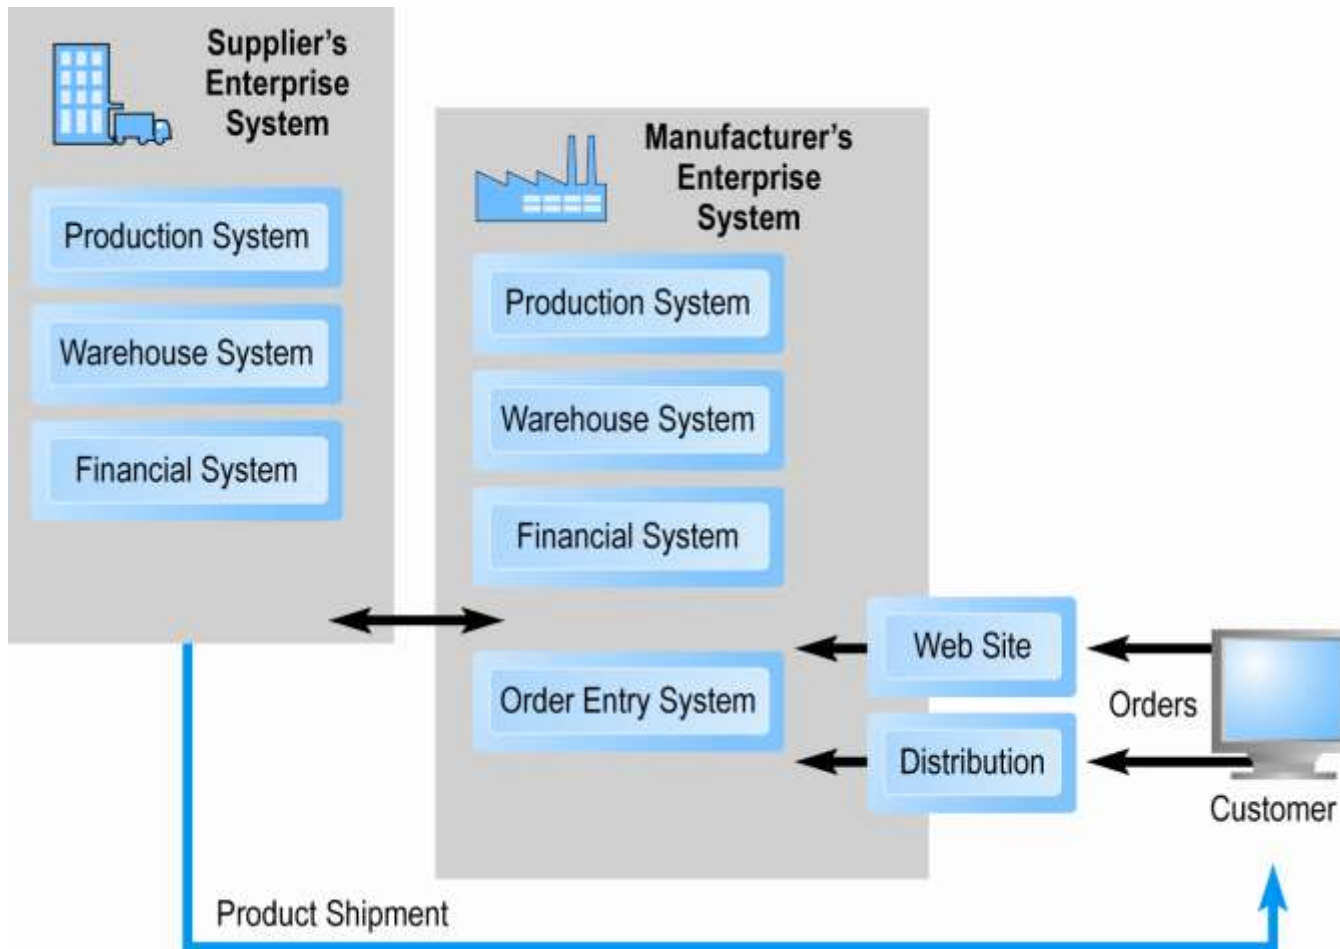 Supplier's
Enterprise
System
Production System
Warehouse System
Financial System
Manufacturer's
Enterprise
System
Production System
Warehouse System
Financial System
Order Entry System
Web Site
Distribution
Orders
Customer
Product Shipment